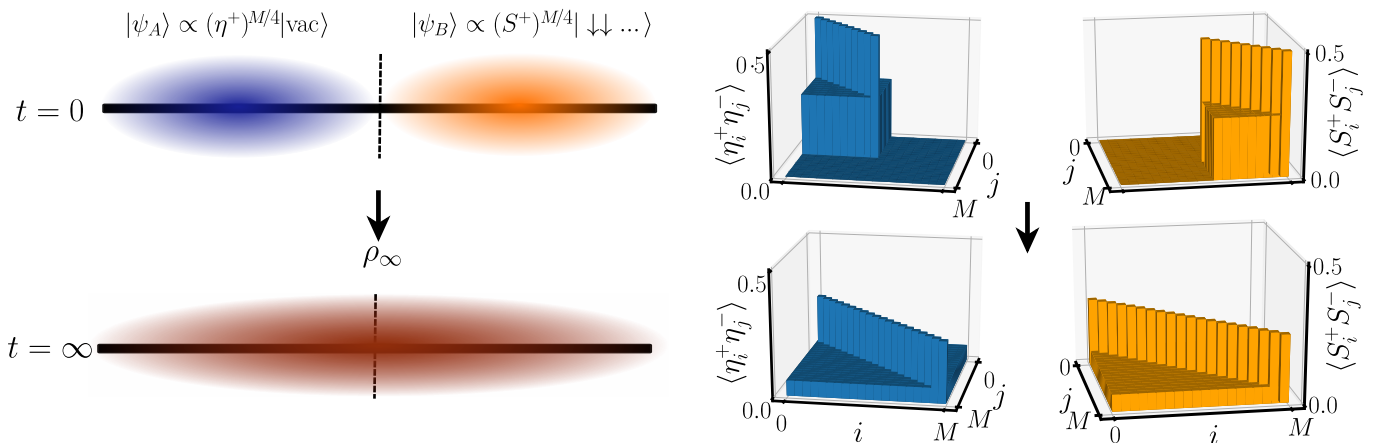 |ψ_A⟩ ∝ (η⁺)^{M/4}|vac⟩
|ψ_B⟩ ∝ (S⁺)^{M/4}| ↓↓ ... ⟩
t = 0
ρ_∞
t = ∞
0.5
⟨η_i⁺η_j⁻⟩
0.0
0
j
M
0.5
⟨S_i⁺S_j⁻⟩
0.0
0
j
M
0.5
⟨η_i⁺η_j⁻⟩
0.0
0
i
M
0
j
M
0.5
⟨S_i⁺S_j⁻⟩
0.0
0
j
M
0
i
M